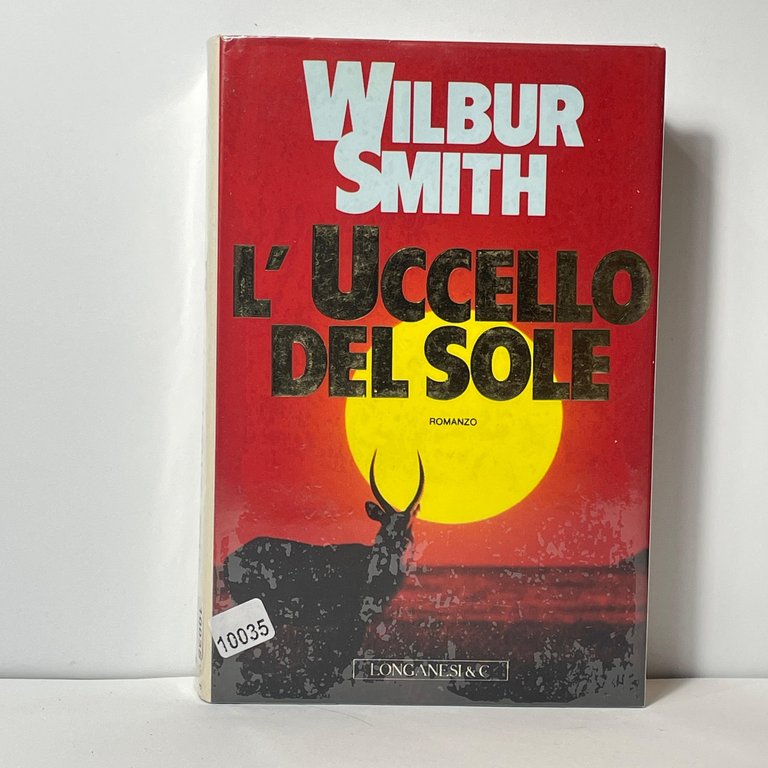 WILBUR
SMITH
L'UCCELLO
DEL SOLE
ROMANZO
10035
LONGANESI & C.